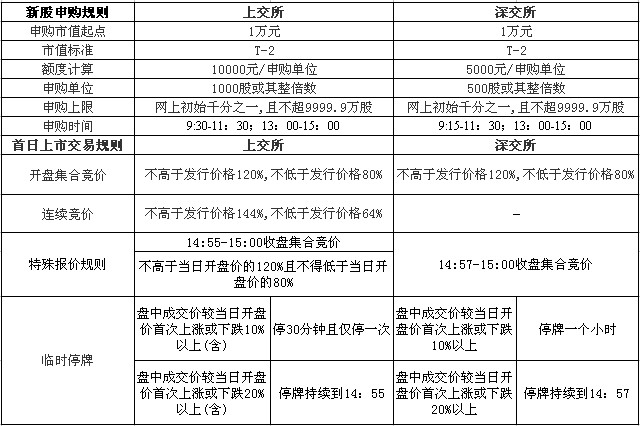 新股申购规则 上交所 深交所
申购市值起点 1万元 1万元
市值标准 T-2 T-2
额度计算 10000元/申购单位 5000元/申购单位
申购单位 1000股或其整倍数 500股或其整倍数
申购上限 网上初始千分之一,且不超9999.9万股 网上初始千分之一,且不超9999.9万股
申购时间 9:30-11：30；13：00-15：00 9:15-11：30；13：00-15：00
首日上市交易规则 上交所 深交所
开盘集合竞价 不高于发行价格120%,不低于发行价格80% 不高于发行价格120%,不低于发行价格80%
连续竞价 不高于发行价格144%,不低于发行价格64% —
特殊报价规则
14:55-15:00收盘集合竞价
不高于当日开盘价的120%且不得低于当日开
盘价的80%
14:57-15:00收盘集合竞价
临时停牌
盘中成交价较当日开盘
价首次上涨或下跌10%
以上(含)
停30分钟且仅停一次
盘中成交价较当日开
盘价首次上涨或下跌
10%以上
停牌一个小时
盘中成交价较当日开盘
价首次上涨或下跌20%
以上(含)
停牌持续到14：55
盘中成交价较当日开
盘价首次上涨或下跌
20%以上
停牌持续到14：57